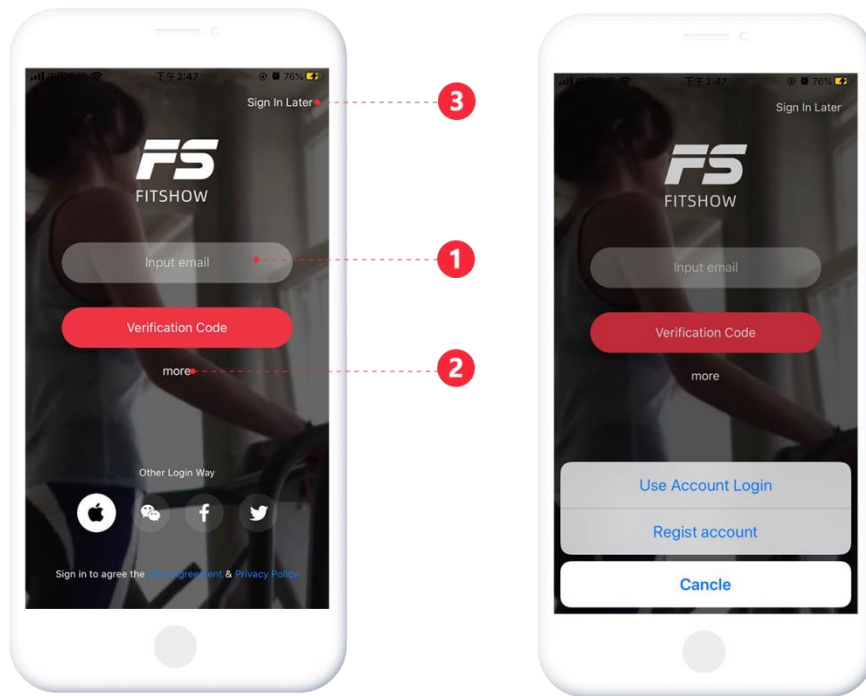 下午2:47
76%
Sign In Later
3
FS
FITSHOW
Input email
1
Verification Code
more
2
Other Login Way
Sign in to agree the User Agreement & Privacy Policy
下午2:47
76%
Sign In Later
FS
FITSHOW
Input email
Verification Code
more
Use Account Login
Regist account
Cancle